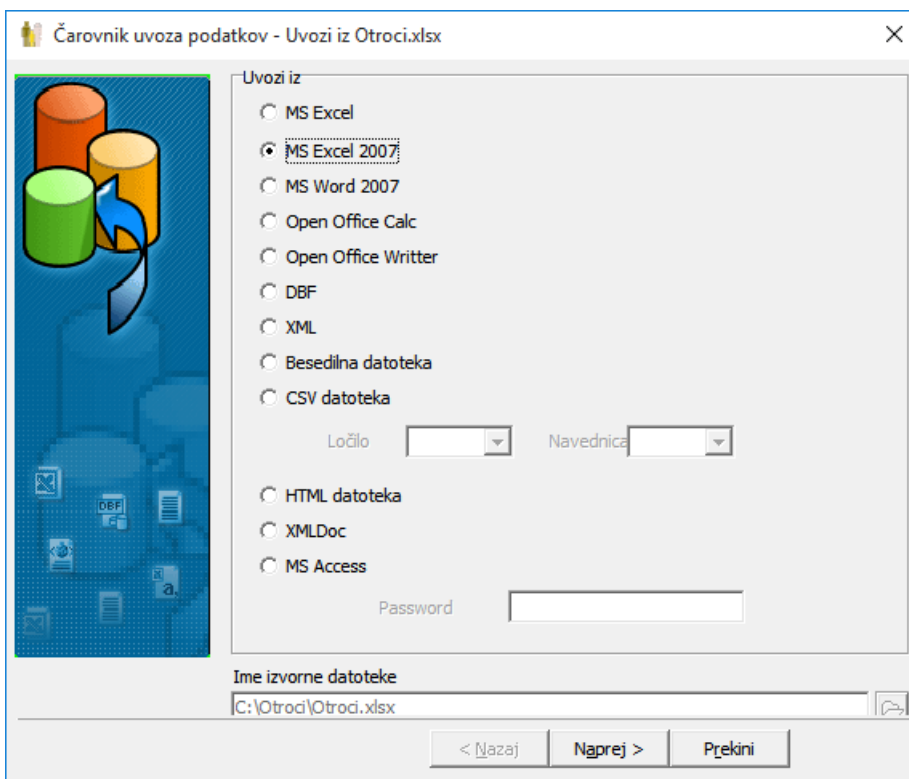 Čarovnik uvoza podatkov - Uvozi iz Otroci.xlsx
Uvozi iz
MS Excel
MS Excel 2007
MS Word 2007
Open Office Calc
Open Office Writter
DBF
XML
Besedilna datoteka
CSV datoteka
Ločilo Navednica
HTML datoteka
XMLDoc
MS Access
Password
DBF
a.
Ime izvorne datoteke
C:\Otroci\Otroci.xlsx
< Nazaj Naprej > Prekini